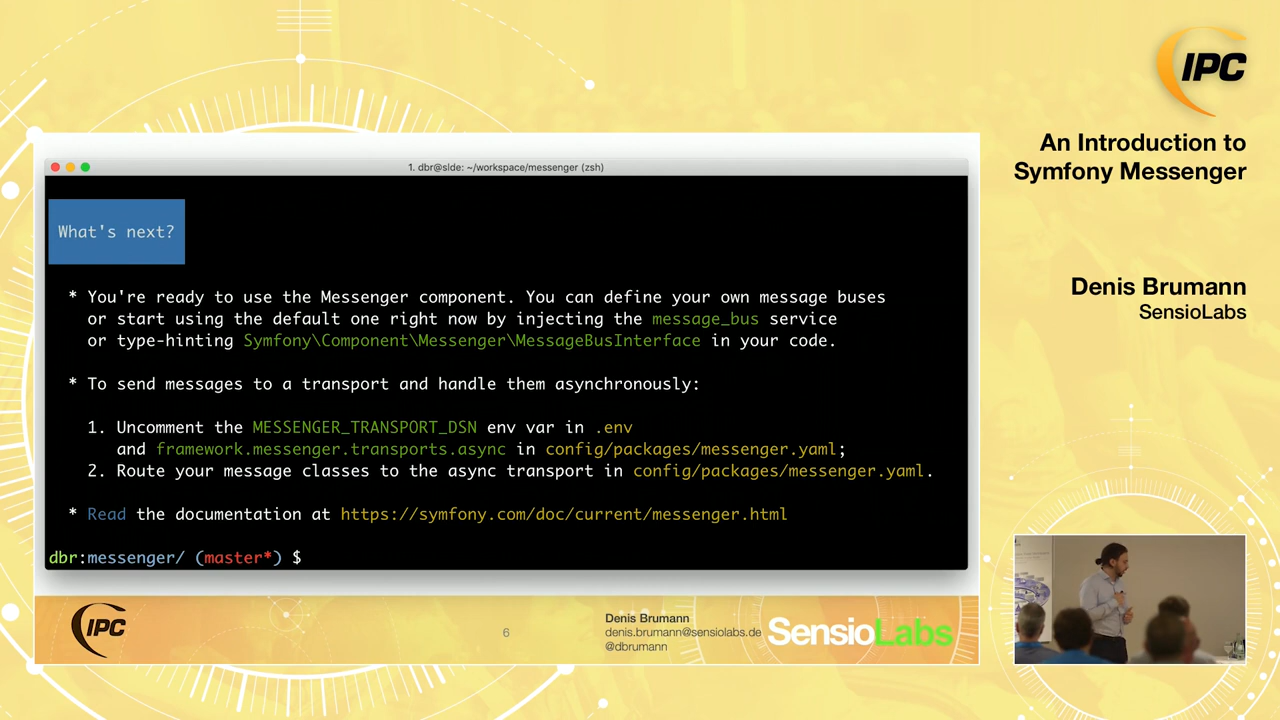 IPC
An Introduction to
Symfony Messenger
Denis Brumann
SensioLabs
1. dbr@slde: ~/workspace/messenger (zsh)
What's next?
* You're ready to use the Messenger component. You can define your own message buses
or start using the default one right now by injecting the message_bus service
or type-hinting Symfony\Component\Messenger\MessageBusInterface in your code.
* To send messages to a transport and handle them asynchronously:
1. Uncomment the MESSENGER_TRANSPORT_DSN env var in .env
and framework.messenger.transports.async in config/packages/messenger.yaml;
2. Route your message classes to the async transport in config/packages/messenger.yaml.
* Read the documentation at https://symfony.com/doc/current/messenger.html
dbr:messenger/ (master*) $
IPC
6
Denis Brumann
denis.brumann@sensiolabs.de
@dbrumann
SensioLabs